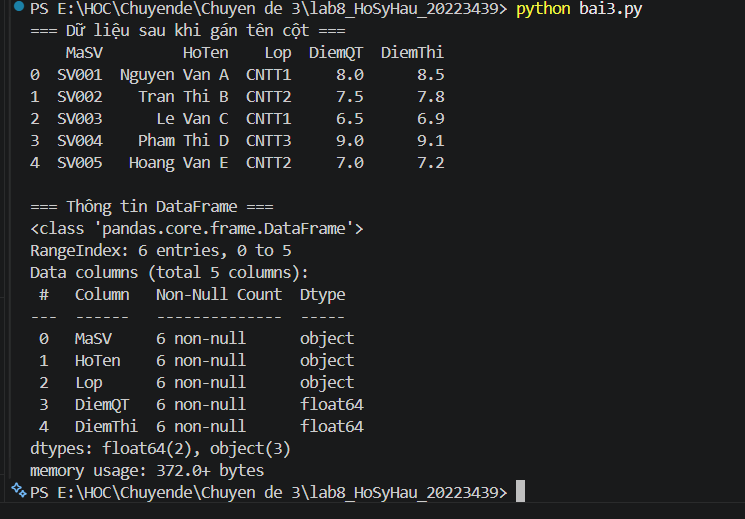 PS E:\HOC\Chuyende\Chuyen de 3\lab8_HoSyHau_20223439> python bai3.py
=== Dữ liệu sau khi gán tên cột ===
    MaSV         HoTen    Lop  DiemQT  DiemThi
0  SV001  Nguyen Van A  CNTT1     8.0      8.5
1  SV002    Tran Thi B  CNTT2     7.5      7.8
2  SV003      Le Van C  CNTT1     6.5      6.9
3  SV004    Pham Thi D  CNTT3     9.0      9.1
4  SV005   Hoang Van E  CNTT2     7.0      7.2

=== Thông tin DataFrame ===
<class 'pandas.core.frame.DataFrame'>
RangeIndex: 6 entries, 0 to 5
Data columns (total 5 columns):
 #   Column   Non-Null Count  Dtype
---  ------   --------------  -----
 0   MaSV     6 non-null      object
 1   HoTen    6 non-null      object
 2   Lop      6 non-null      object
 3   DiemQT   6 non-null      float64
 4   DiemThi  6 non-null      float64
dtypes: float64(2), object(3)
memory usage: 372.0+ bytes
PS E:\HOC\Chuyende\Chuyen de 3\lab8_HoSyHau_20223439>